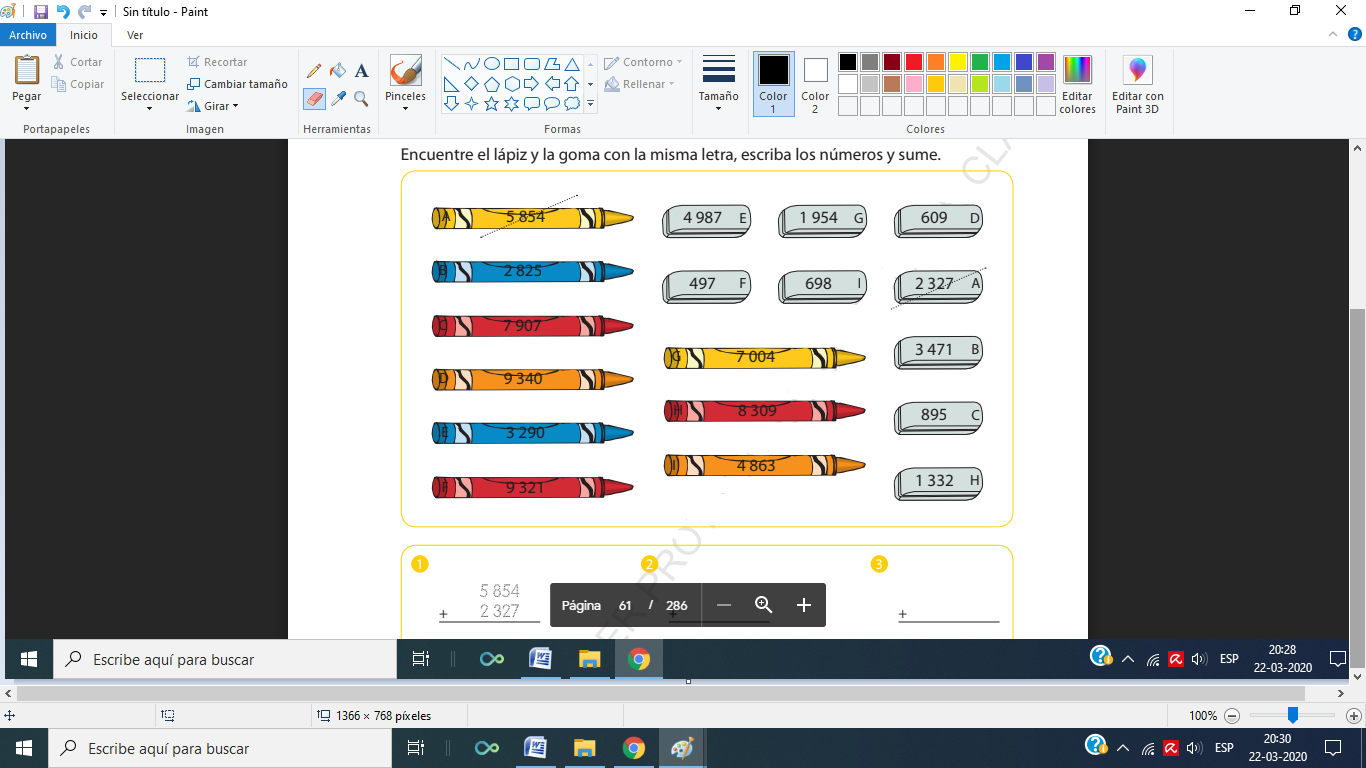 Sin título - Paint
Archivo Inicio Ver
Pegar
Cortar
Copiar
Portapapeles
Seleccionar
Recortar
Cambiar tamaño
Girar
Imagen
A
Herramientas
Pinceles
Contorno
Rellenar
Formas
Tamaño
Color 1
Color 2
Colores
Editar colores
Editar con Paint 3D
Encuentre el lápiz y la goma con la misma letra, escriba los números y sume.
A 5 854
4 987 E
1 954 G
609 D
B 2 825
497 F
698 I
2 327 A
C 7 907
G 7 004
3 471 B
D 9 340
H 8 309
895 C
E 3 290
I 4 863
1 332 H
F 9 321
1 2 3
5 854
+ 2 327
+
+
Página 61 / 286
Escribe aquí para buscar
ESP
20:28
22-03-2020
1366 × 768 píxeles
100%
Escribe aquí para buscar
ESP
20:30
22-03-2020